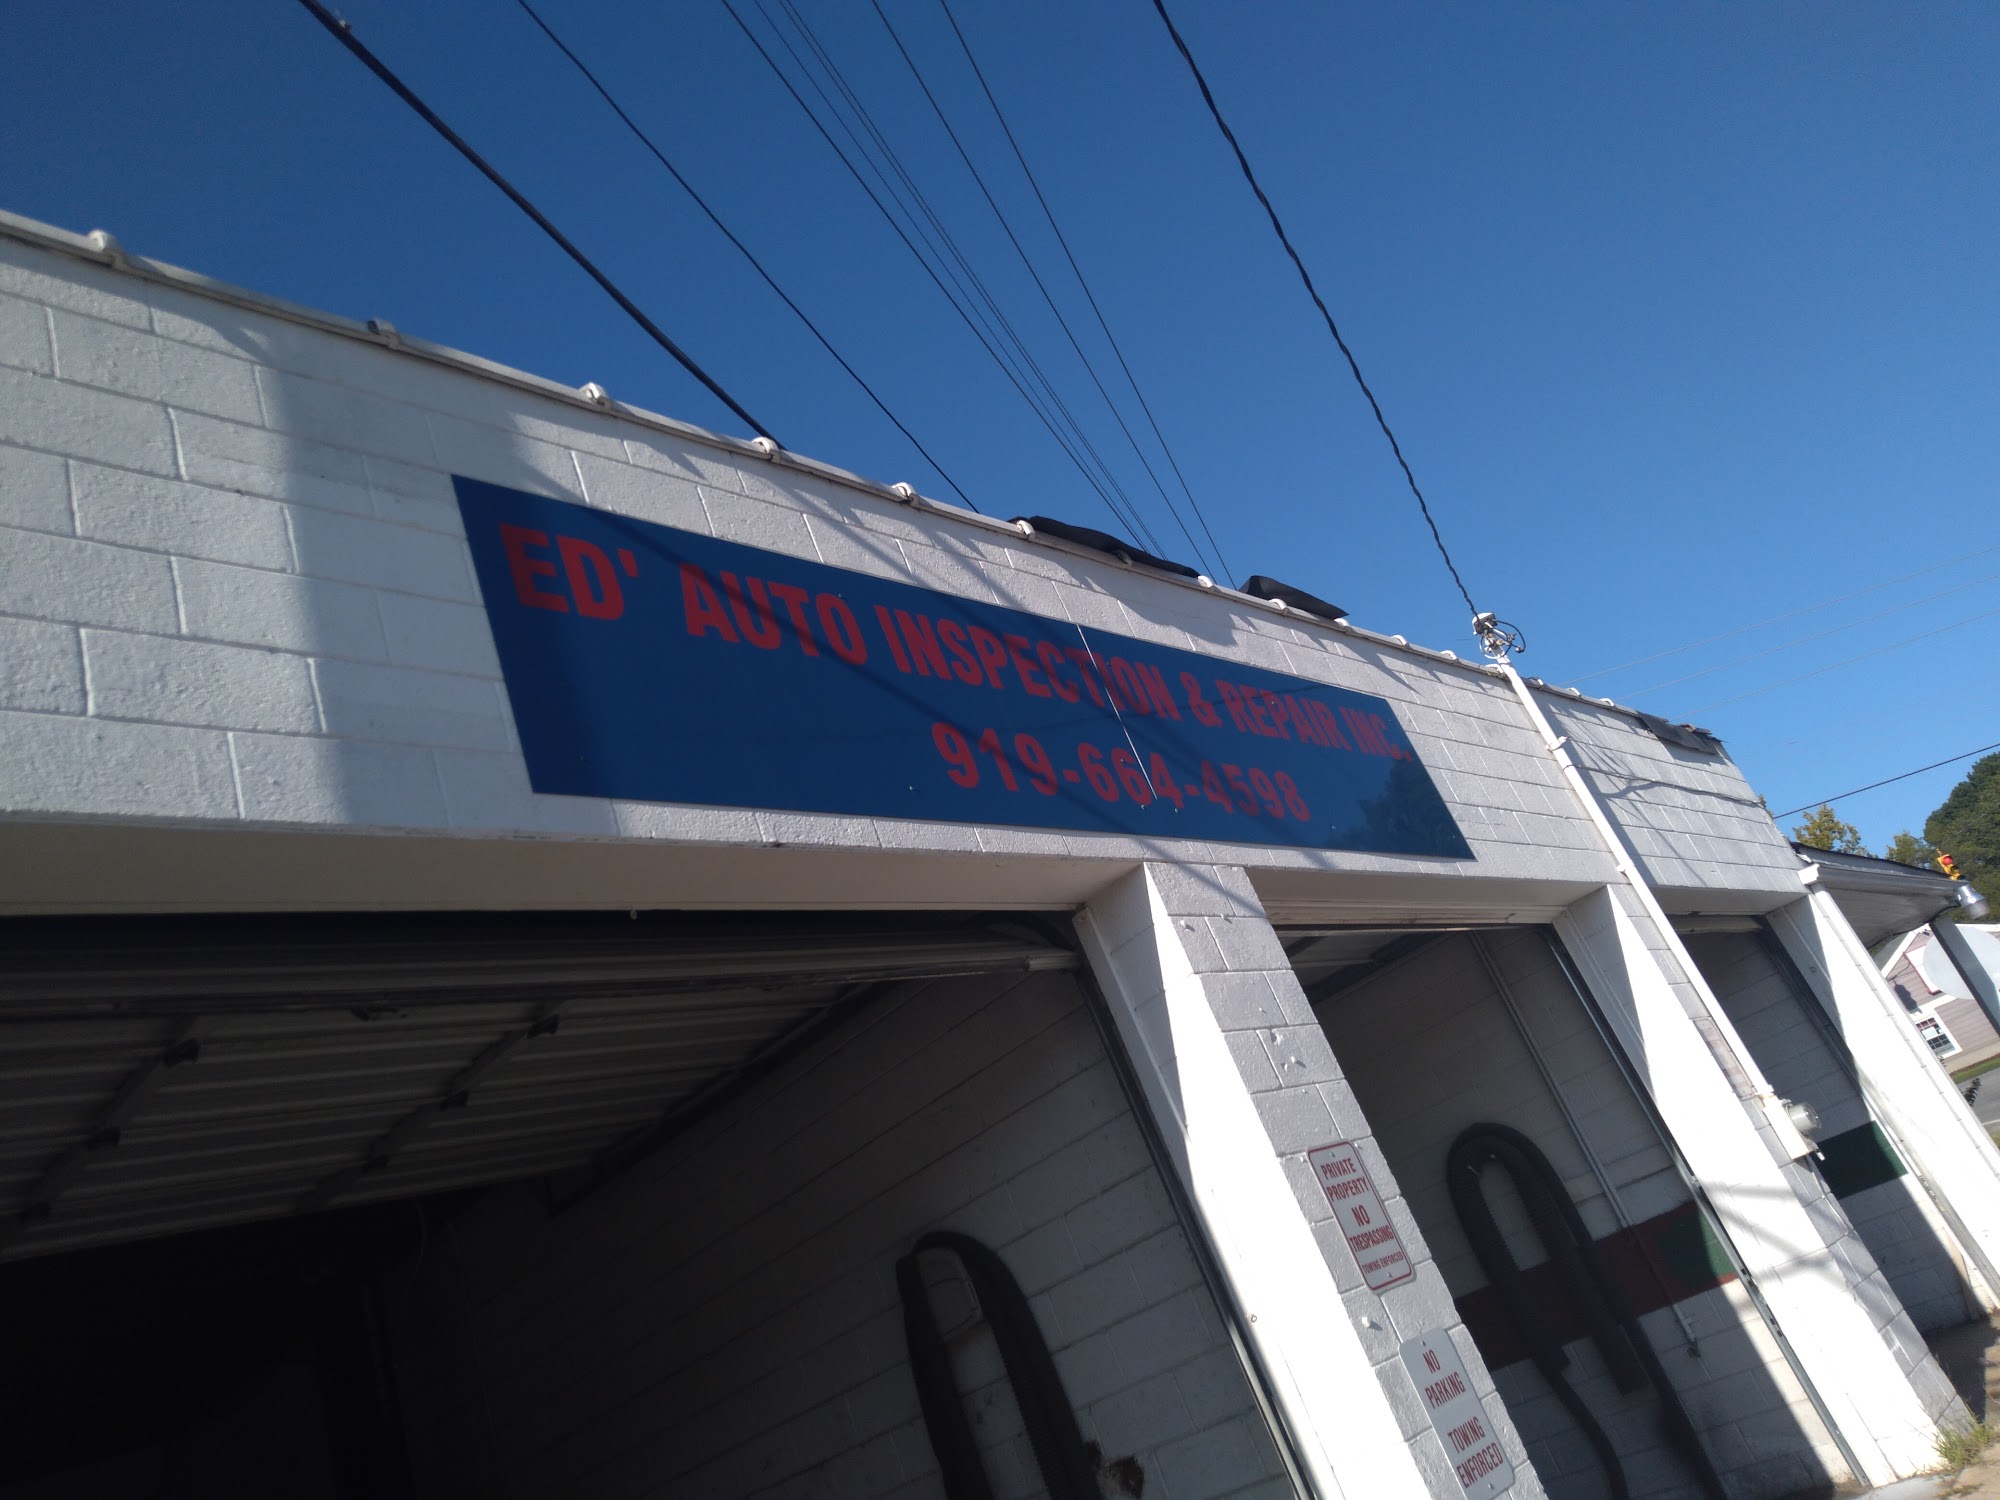 ED' AUTO INSPECTION & REPAIR INC.
919-664-4598
PRIVATE
PROPERTY
NO
TRESPASSING
TOWING ENFORCED
NO
PARKING
TOWING
ENFORCED